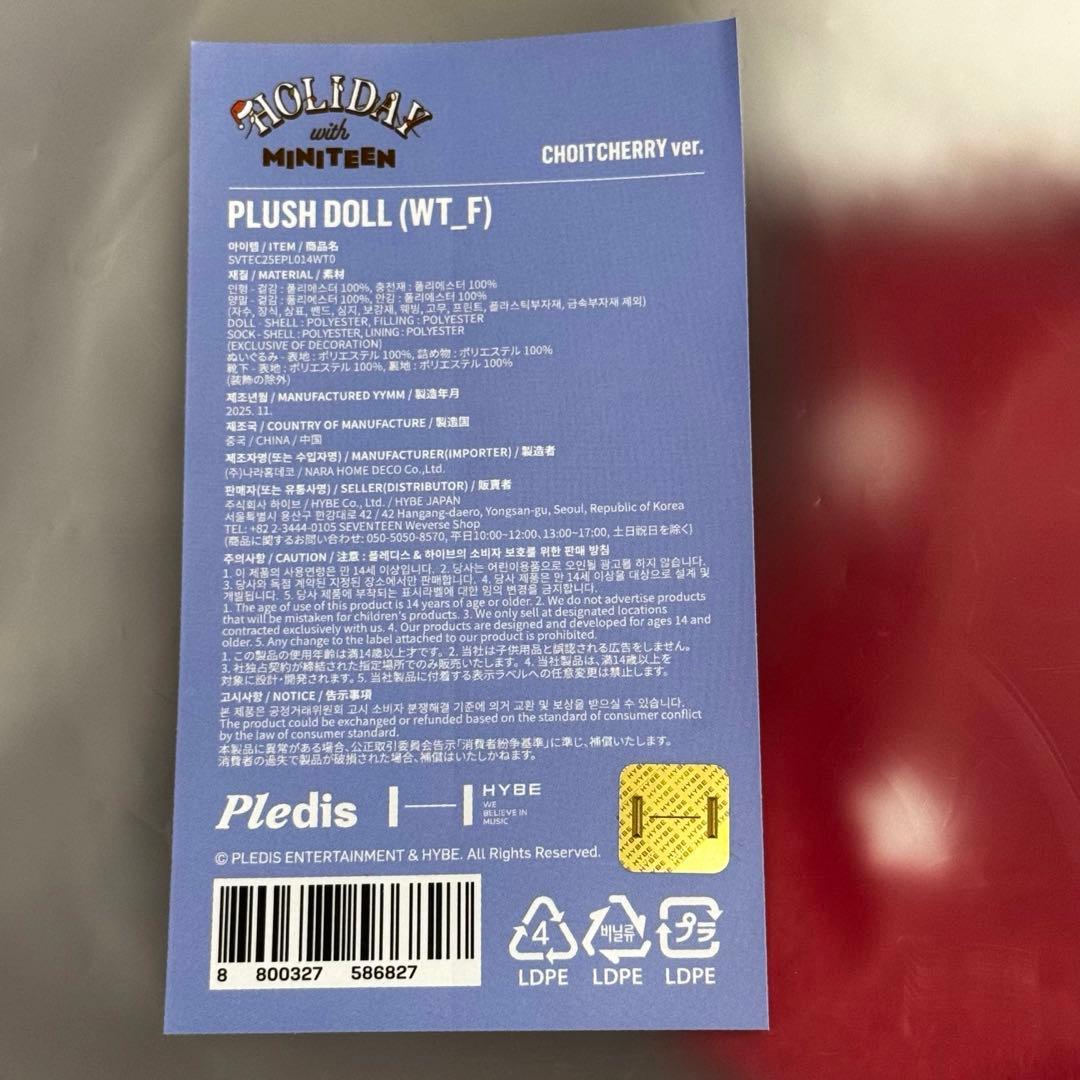 HOLIDAY
with
MINITEEN
CHOITCHERRY ver.
PLUSH DOLL (WT_F)
아이템 / ITEM / 商品名
SVTEC25EPL014WT0
재질 / MATERIAL / 素材
인형 - 겉감 : 폴리에스터 100%, 충전재 : 폴리에스터 100%
양말 - 겉감 : 폴리에스터 100%, 안감 : 폴리에스터 100%
(자수, 장식, 상표, 밴드, 심지, 보강재, 웨빙, 고무, 프린트, 플라스틱부자재, 금속부자재 제외)
DOLL - SHELL : POLYESTER, FILLING : POLYESTER
SOCK - SHELL : POLYESTER, LINING : POLYESTER
(EXCLUSIVE OF DECORATION)
ぬいぐるみ - 表地 : ポリエステル 100%, 詰め物 : ポリエステル 100%
靴下 - 表地 : ポリエステル 100%, 裏地 : ポリエステル 100%
(装飾の除外)
제조년월 / MANUFACTURED YYMM / 製造年月
2025. 11.
제조국 / COUNTRY OF MANUFACTURE / 製造国
중국 / CHINA / 中国
제조자명(또는 수입자명) / MANUFACTURER(IMPORTER) / 製造者
(주)나라홈데코 / NARA HOME DECO Co.,Ltd.
판매자(또는 유통사명) / SELLER(DISTRIBUTOR) / 販賣者
주식회사 하이브 / HYBE Co., Ltd. / HYBE JAPAN
서울특별시 용산구 한강대로 42 / 42 Hangang-daero, Yongsan-gu, Seoul, Republic of Korea
TEL: +82 2-3444-0105 SEVENTEEN Weverse Shop
(商品に関するお問い合わせ: 050-5050-8570, 平日10:00~12:00、13:00~17:00, 土日祝日を除く)
주의사항 / CAUTION / 注意 : 플레디스 & 하이브의 소비자 보호를 위한 판매 방침
1. 이 제품의 사용연령은 만 14세 이상입니다. 2. 당사는 어린이용품으로 오인될 광고를 하지 않습니다.
3. 당사와 독점 계약된 지정된 장소에서만 판매합니다. 4. 당사 제품은 만 14세 이상을 대상으로 설계 및
개발됩니다. 5. 당사 제품에 부착되는 표시라벨에 대한 임의 변경을 금지합니다.
1. The age of use of this product is 14 years of age or older. 2. We do not advertise products
that will be mistaken for children's products. 3. We only sell at designated locations
contracted exclusively with us. 4. Our products are designed and developed for ages 14 and
older. 5. Any change to the label attached to our product is prohibited.
1. この製品の使用年齢は満14歳以上才です。2. 当社は子供用品と誤認される広告をしません。
3. 社独占契約が締結された指定場所でのみ販売いたします。4. 当社製品は、満14歳以上を
対象に設計・開発されます。5. 当社製品に付着する表示ラベルへの任意変更は禁止します。
고시사항 / NOTICE / 告示事項
본 제품은 공정거래위원회 고시 소비자 분쟁해결 기준에 의거 교환 및 보상을 받으실 수 있습니다.
The product could be exchanged or refunded based on the standard of consumer conflict
by the law of consumer standard.
本製品に異常がある場合、公正取引委員会告示「消費者紛争基準」に準じ、補償いたします。
消費者の過失で製品が破損された場合、補償はいたしかねます。
Pledis
HYBE
WE
BELIEVE IN
MUSIC
© PLEDIS ENTERTAINMENT & HYBE. All Rights Reserved.
8 800327 586827
4 비닐류 プラ
LDPE LDPE LDPE